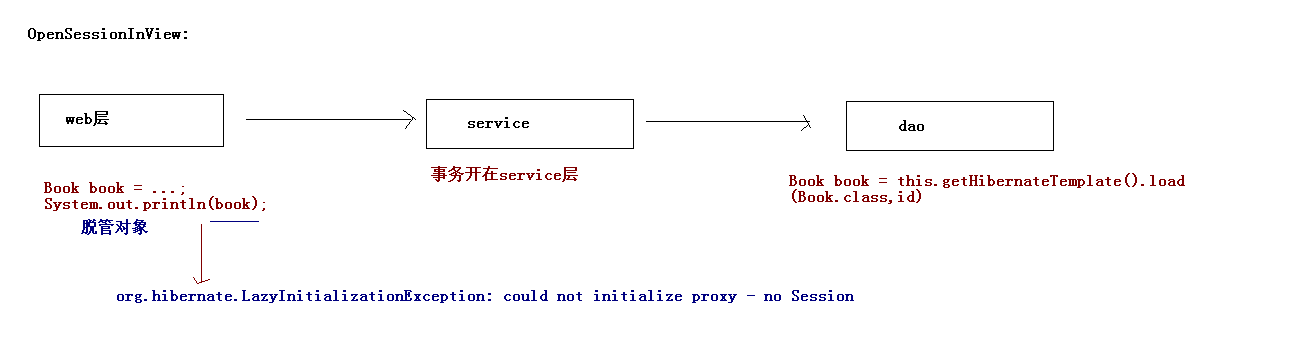 OpenSessionInView:
web层
service
dao
事务开在service层
Book book = ...;
System.out.println(book);
脱管对象
Book book = this.getHibernateTemplate().load
(Book.class,id)
org.hibernate.LazyInitializationException: could not initialize proxy - no Session